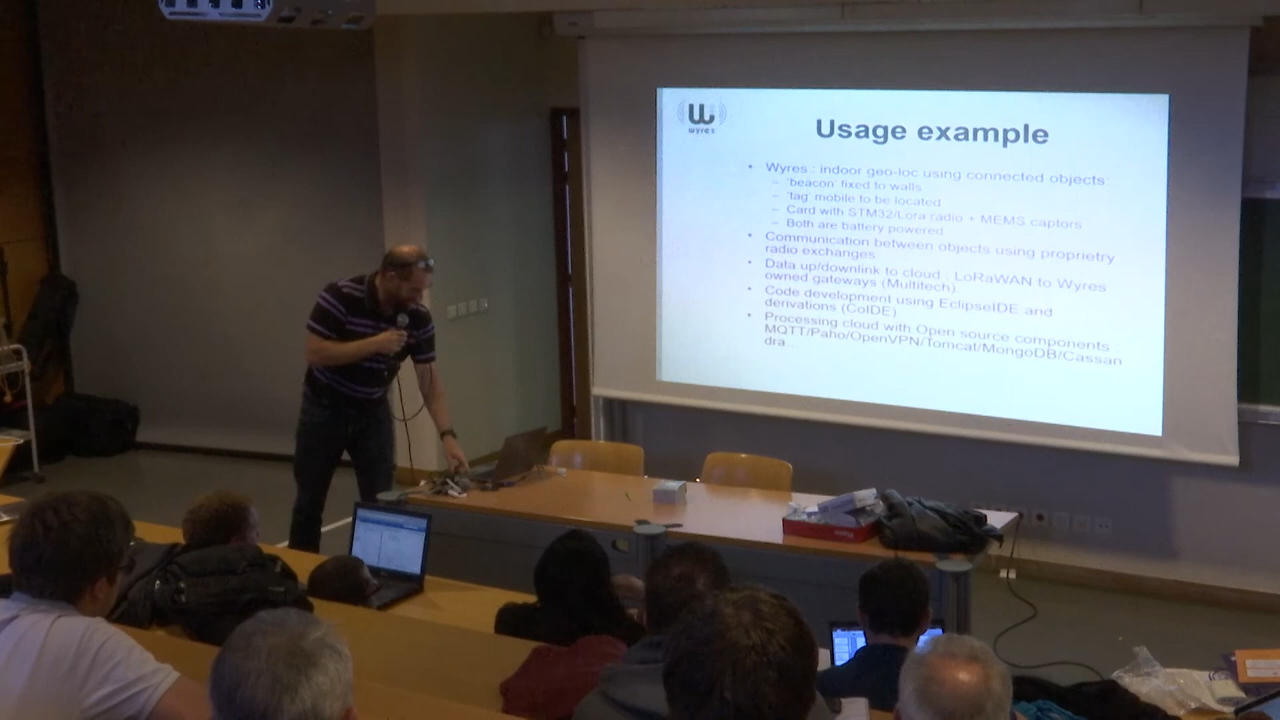 wyres
Usage example
• Wyres : indoor geo-loc using connected objects:
– 'beacon' fixed to walls
– 'tag' mobile to be located
– Card with STM32/Lora radio + MEMS captors
– Both are battery powered
• Communication between objects using proprietry
radio exchanges
• Data up/downlink to cloud : LoRaWAN to Wyres
owned gateways (Multitech)
• Code development using EclipseIDE and
derivations (CoIDE)
• Processing cloud with Open source components
MQTT/Paho/OpenVPN/Tomcat/MongoDB/Cassan
dra...